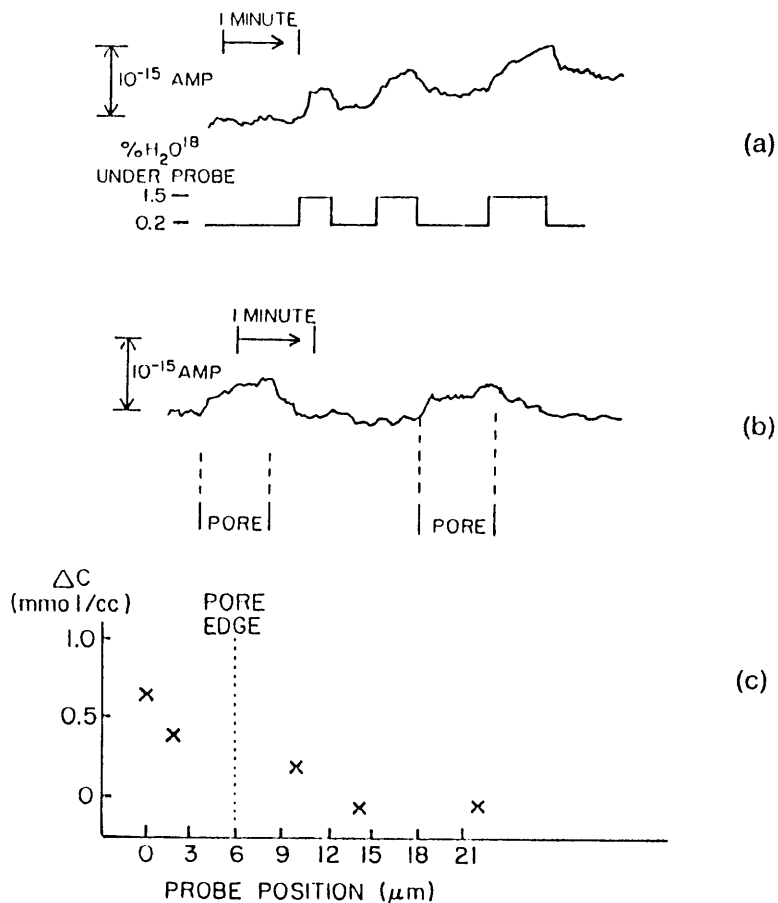 1 MINUTE
10⁻¹⁵ AMP
(a)
%H₂O¹⁸
UNDER PROBE
1.5
0.2
1 MINUTE
10⁻¹⁵ AMP
(b)
PORE
PORE
ΔC
(mmol/cc)
PORE
EDGE
1.0
0.5
0
(c)
0 3 6 9 12 15 18 21
PROBE POSITION (μm)